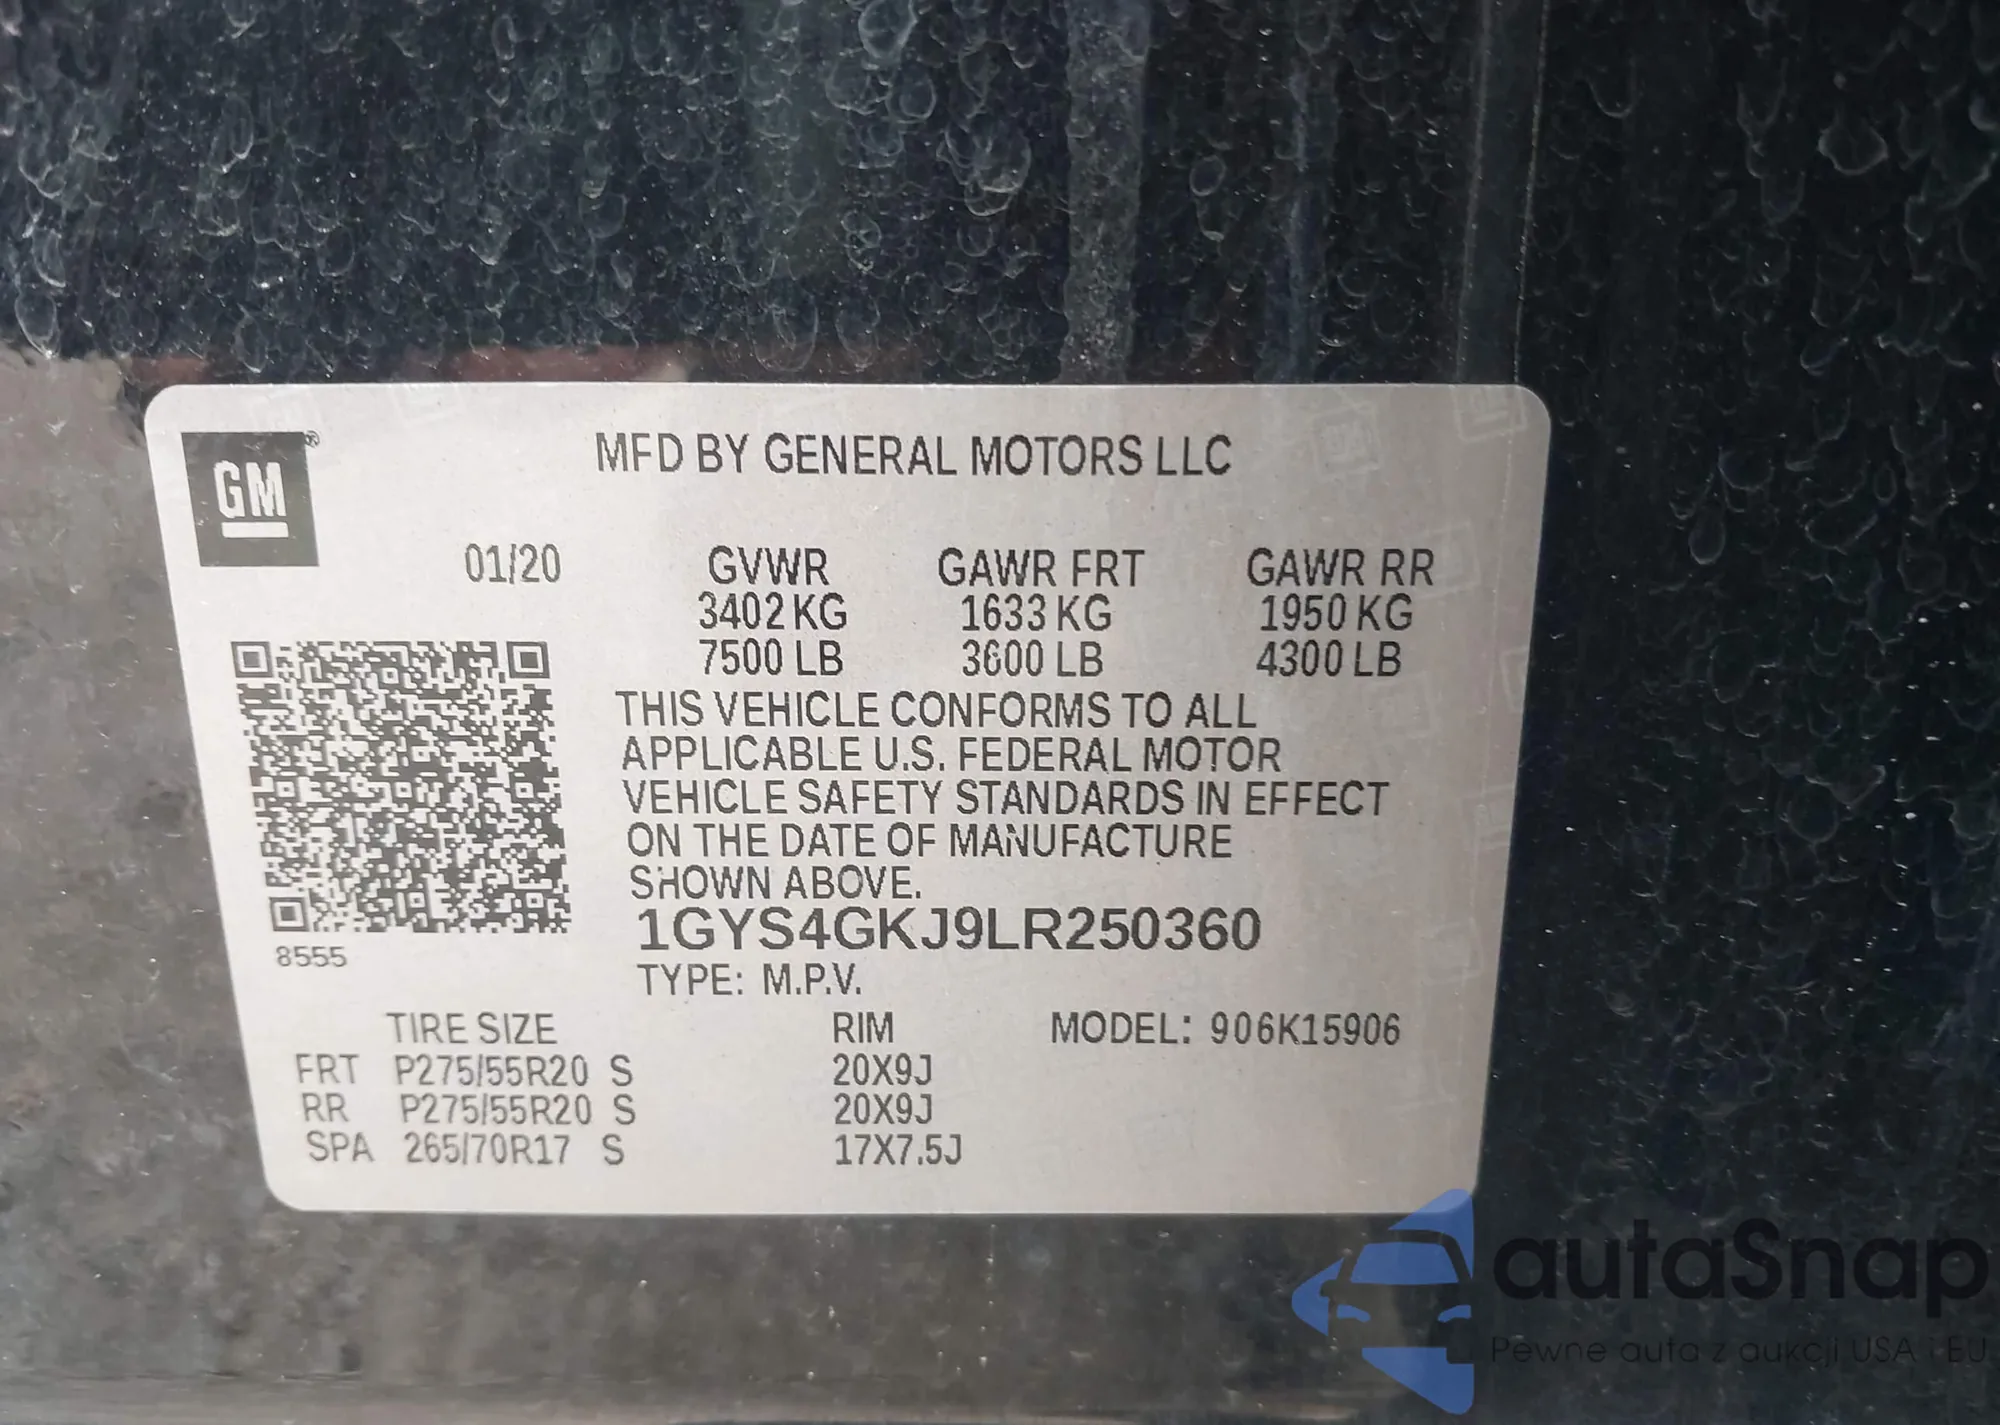 GM ®
MFD BY GENERAL MOTORS LLC
01/20 GVWR GAWR FRT GAWR RR
3402 KG 1633 KG 1950 KG
7500 LB 3600 LB 4300 LB
THIS VEHICLE CONFORMS TO ALL
APPLICABLE U.S. FEDERAL MOTOR
VEHICLE SAFETY STANDARDS IN EFFECT
ON THE DATE OF MANUFACTURE
SHOWN ABOVE.
1GYS4GKJ9LR250360
8555
TYPE: M.P.V.
TIRE SIZE RIM MODEL: 906K15906
FRT P275/55R20 S 20X9J
RR P275/55R20 S 20X9J
SPA 265/70R17 S 17X7.5J
autaSnap
Pewne auta z aukcji USA i EU